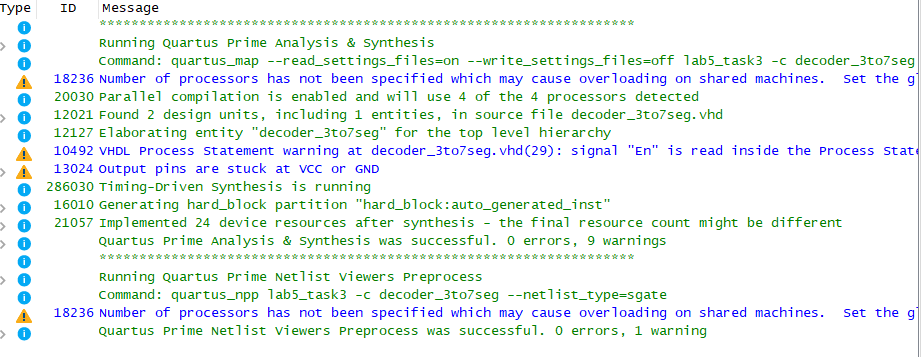 Type ID Message
*******************************************************************
Running Quartus Prime Analysis & Synthesis
Command: quartus_map --read_settings_files=on --write_settings_files=off lab5_task3 -c decoder_3to7seg
18236 Number of processors has not been specified which may cause overloading on shared machines.  Set the gl
20030 Parallel compilation is enabled and will use 4 of the 4 processors detected
12021 Found 2 design units, including 1 entities, in source file decoder_3to7seg.vhd
12127 Elaborating entity "decoder_3to7seg" for the top level hierarchy
10492 VHDL Process Statement warning at decoder_3to7seg.vhd(29): signal "En" is read inside the Process State
13024 Output pins are stuck at VCC or GND
286030 Timing-Driven Synthesis is running
16010 Generating hard_block partition "hard_block:auto_generated_inst"
21057 Implemented 24 device resources after synthesis - the final resource count might be different
Quartus Prime Analysis & Synthesis was successful. 0 errors, 9 warnings
*******************************************************************
Running Quartus Prime Netlist Viewers Preprocess
Command: quartus_npp lab5_task3 -c decoder_3to7seg --netlist_type=sgate
18236 Number of processors has not been specified which may cause overloading on shared machines.  Set the gl
Quartus Prime Netlist Viewers Preprocess was successful. 0 errors, 1 warning